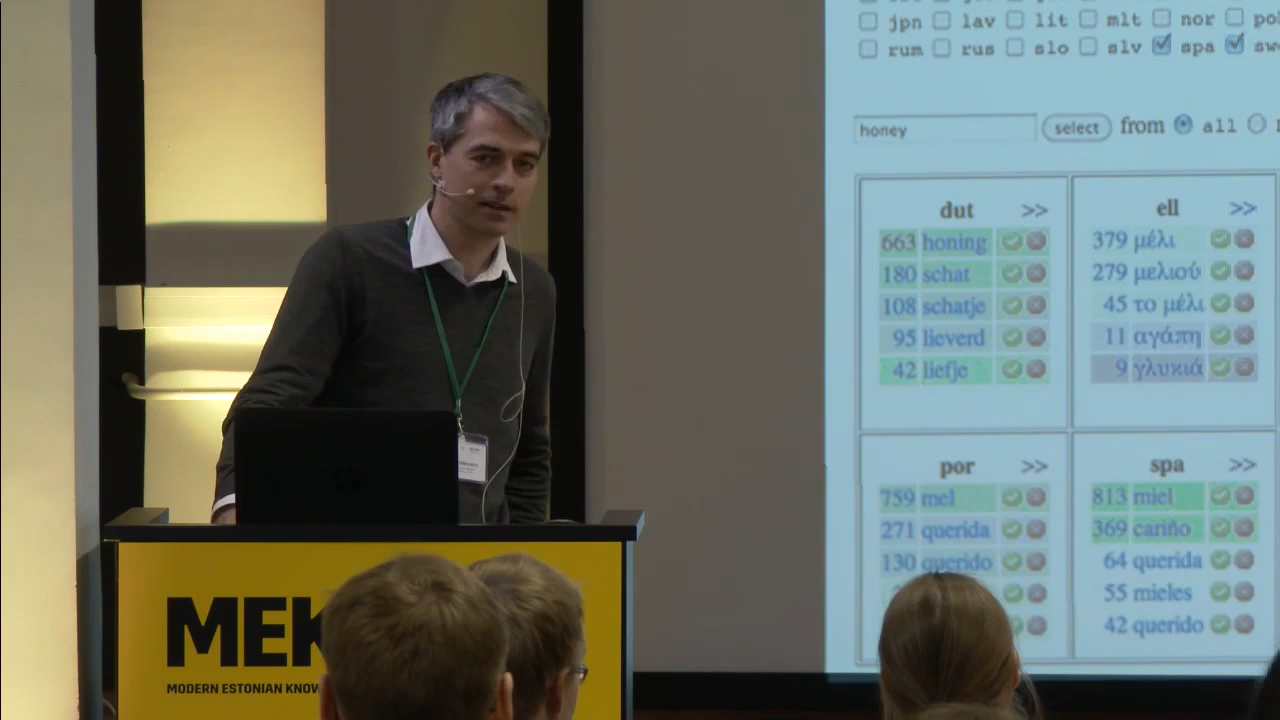 jpn lav lit mlt nor
rum rus slo slv spa
honey select from all
dut >> ell >>
663 honing 379 μέλι
180 schat 279 μελιού
108 schatje 45 το μέλι
95 lieverd 11 αγάπη
42 liefje 9 γλυκιά
por >> spa >>
759 mel 813 miel
271 querida 369 cariño
130 querido 64 querida
55 mieles
42 querido
MEK
MODERN ESTONIAN